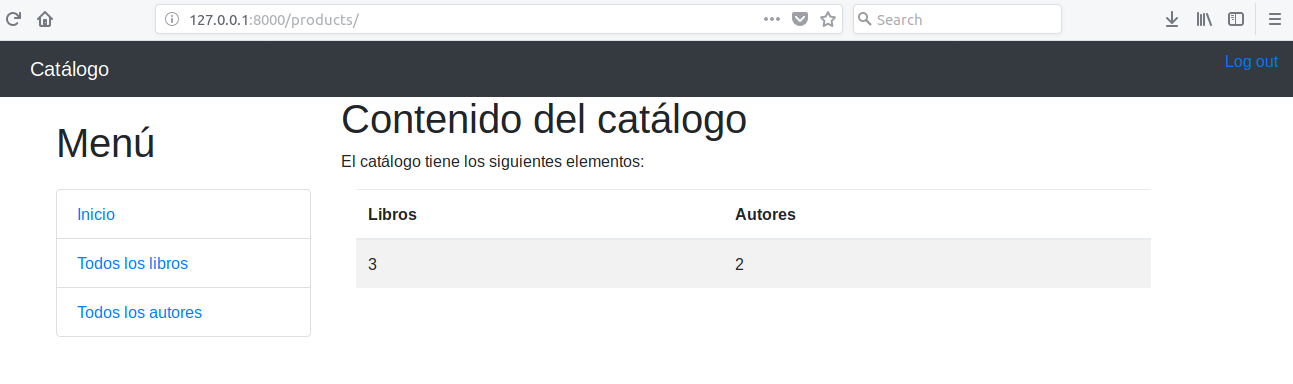 127.0.0.1:8000/products/
Search
Catálogo
Log out
Menú
Inicio
Todos los libros
Todos los autores
Contenido del catálogo
El catálogo tiene los siguientes elementos:
Libros Autores
3 2